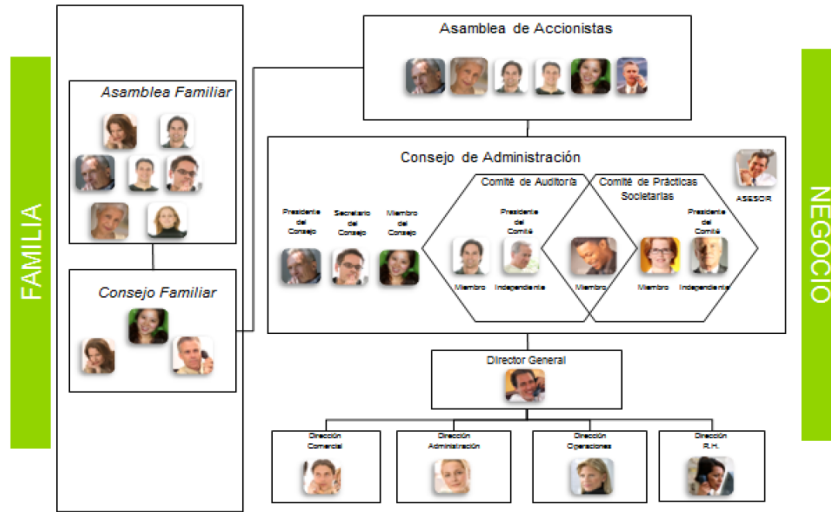 FAMILIA
Asamblea Familiar
Consejo Familiar
Asamblea de Accionistas
Consejo de Administración
Comité de Auditoría
Comité de Prácticas
Societarias
ASESOR
Presidente
del
Consejo
Secretario
del
Consejo
Miembro
del
Consejo
Presidente
del
Comité
Presidente
del
Comité
Miembro
Independiente
Miembro
Miembro
Independiente
Director General
Dirección
Comercial
Dirección
Administración
Dirección
Operaciones
Dirección
R.H.
NEGOCIO